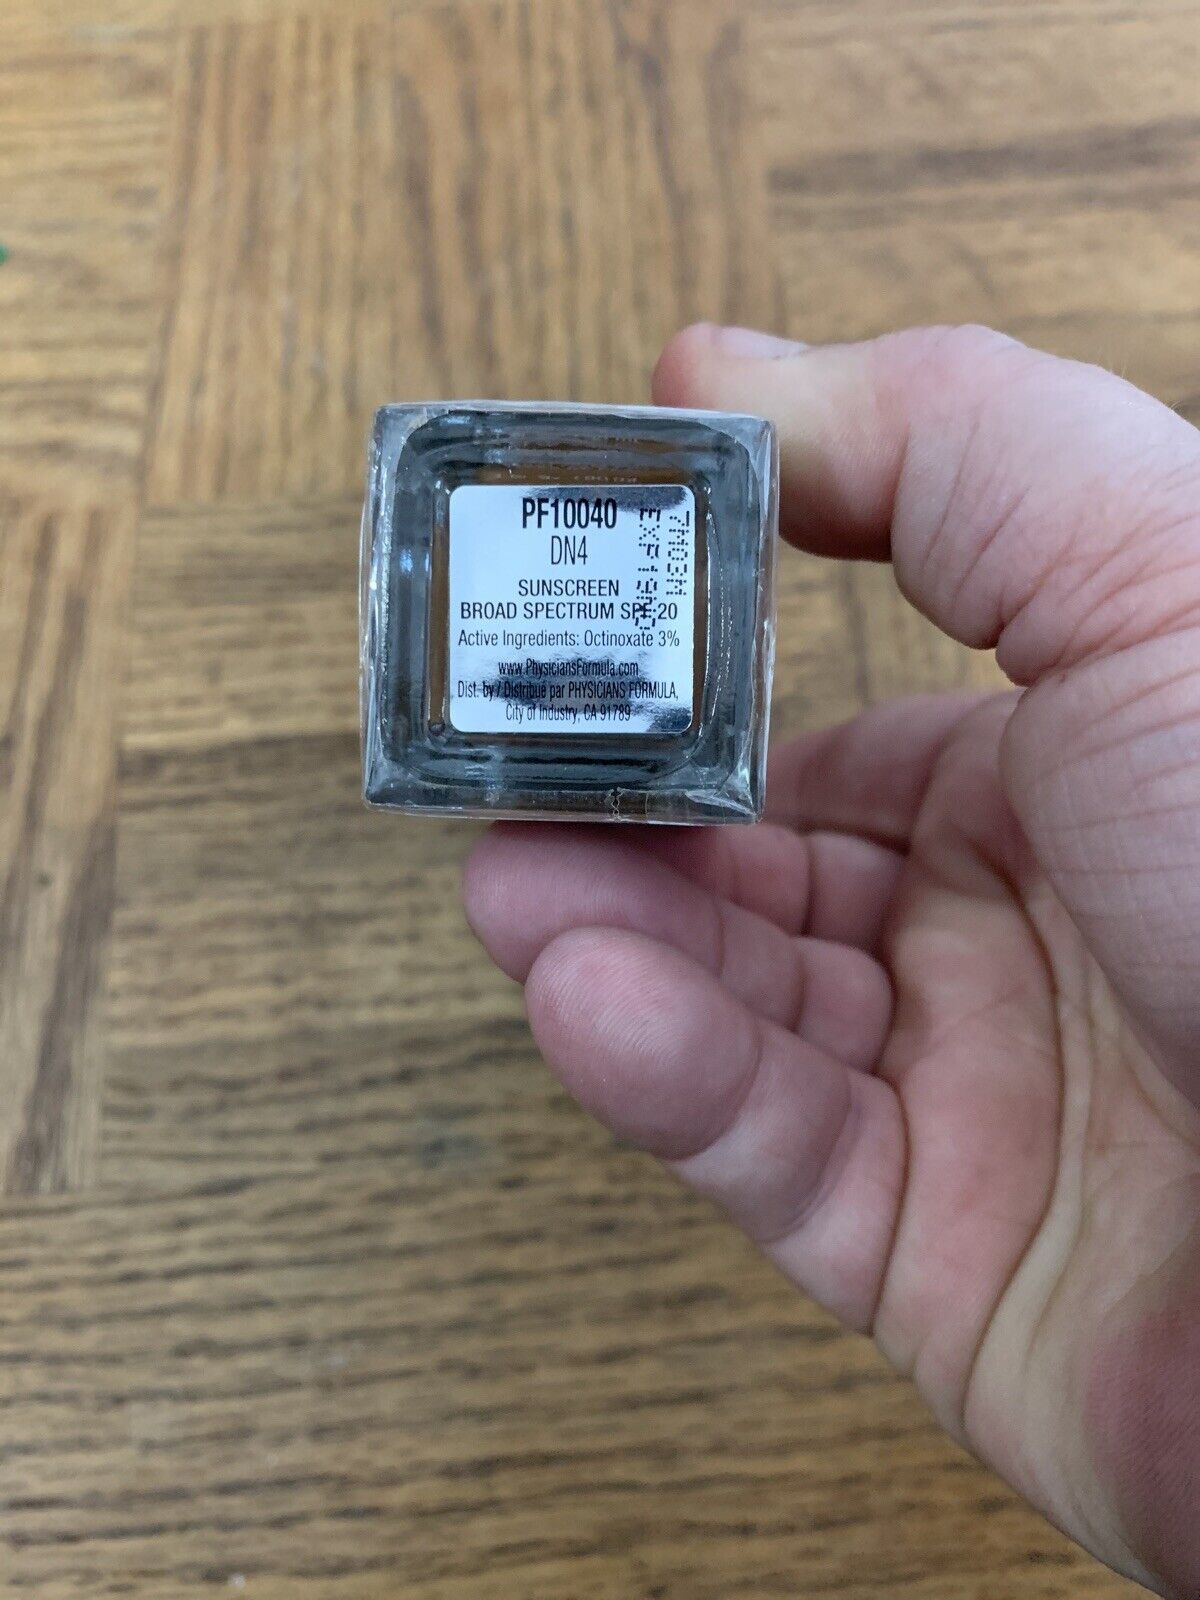 PF10040
DN4
SUNSCREEN
BROAD SPECTRUM SPF 20
Active Ingredients: Octinoxate 3%
www.PhysiciansFormula.com
Dist. by / Distribué par PHYSICIANS FORMULA,
City of Industry, CA 91789